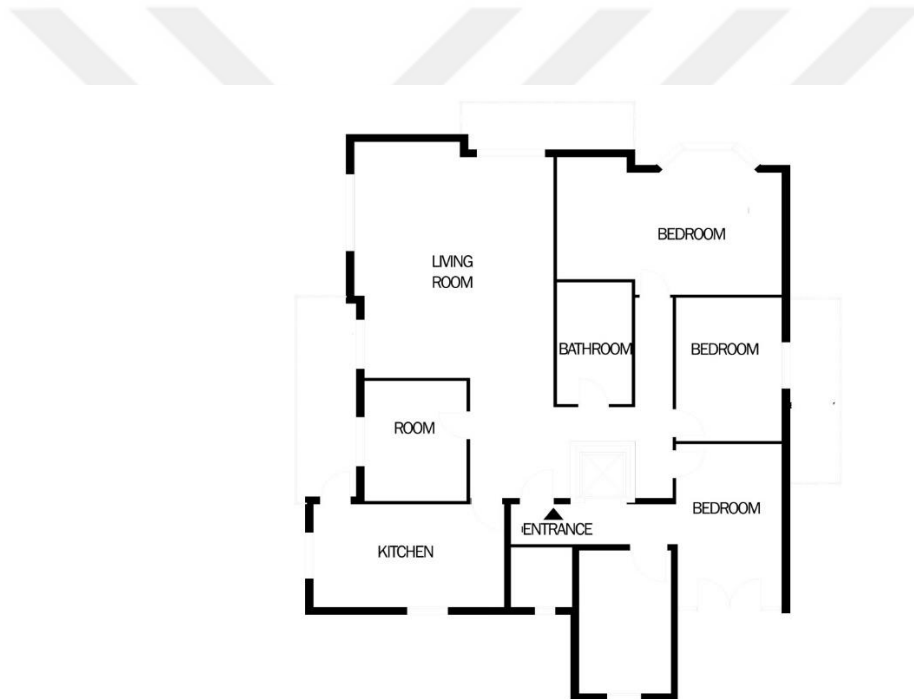 BEDROOM
LIVING
ROOM
BATHROOM
BEDROOM
ROOM
BEDROOM
ENTRANCE
KITCHEN